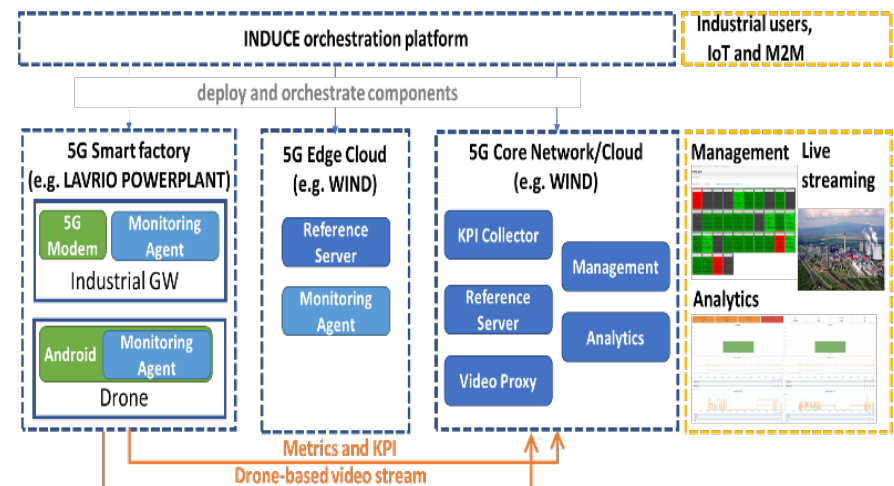 INDUCE orchestration platform
Industrial users,
IoT and M2M
deploy and orchestrate components
5G Smart factory
(e.g. LAVRIO POWERPLANT)
5G
Modem
Monitoring
Agent
Industrial GW
Android
Monitoring
Agent
Drone
5G Edge Cloud
(e.g. WIND)
Reference
Server
Monitoring
Agent
5G Core Network/Cloud
(e.g. WIND)
KPI Collector
Management
Reference
Server
Analytics
Video Proxy
Management
Live
streaming
Analytics
Metrics and KPI
Drone-based video stream